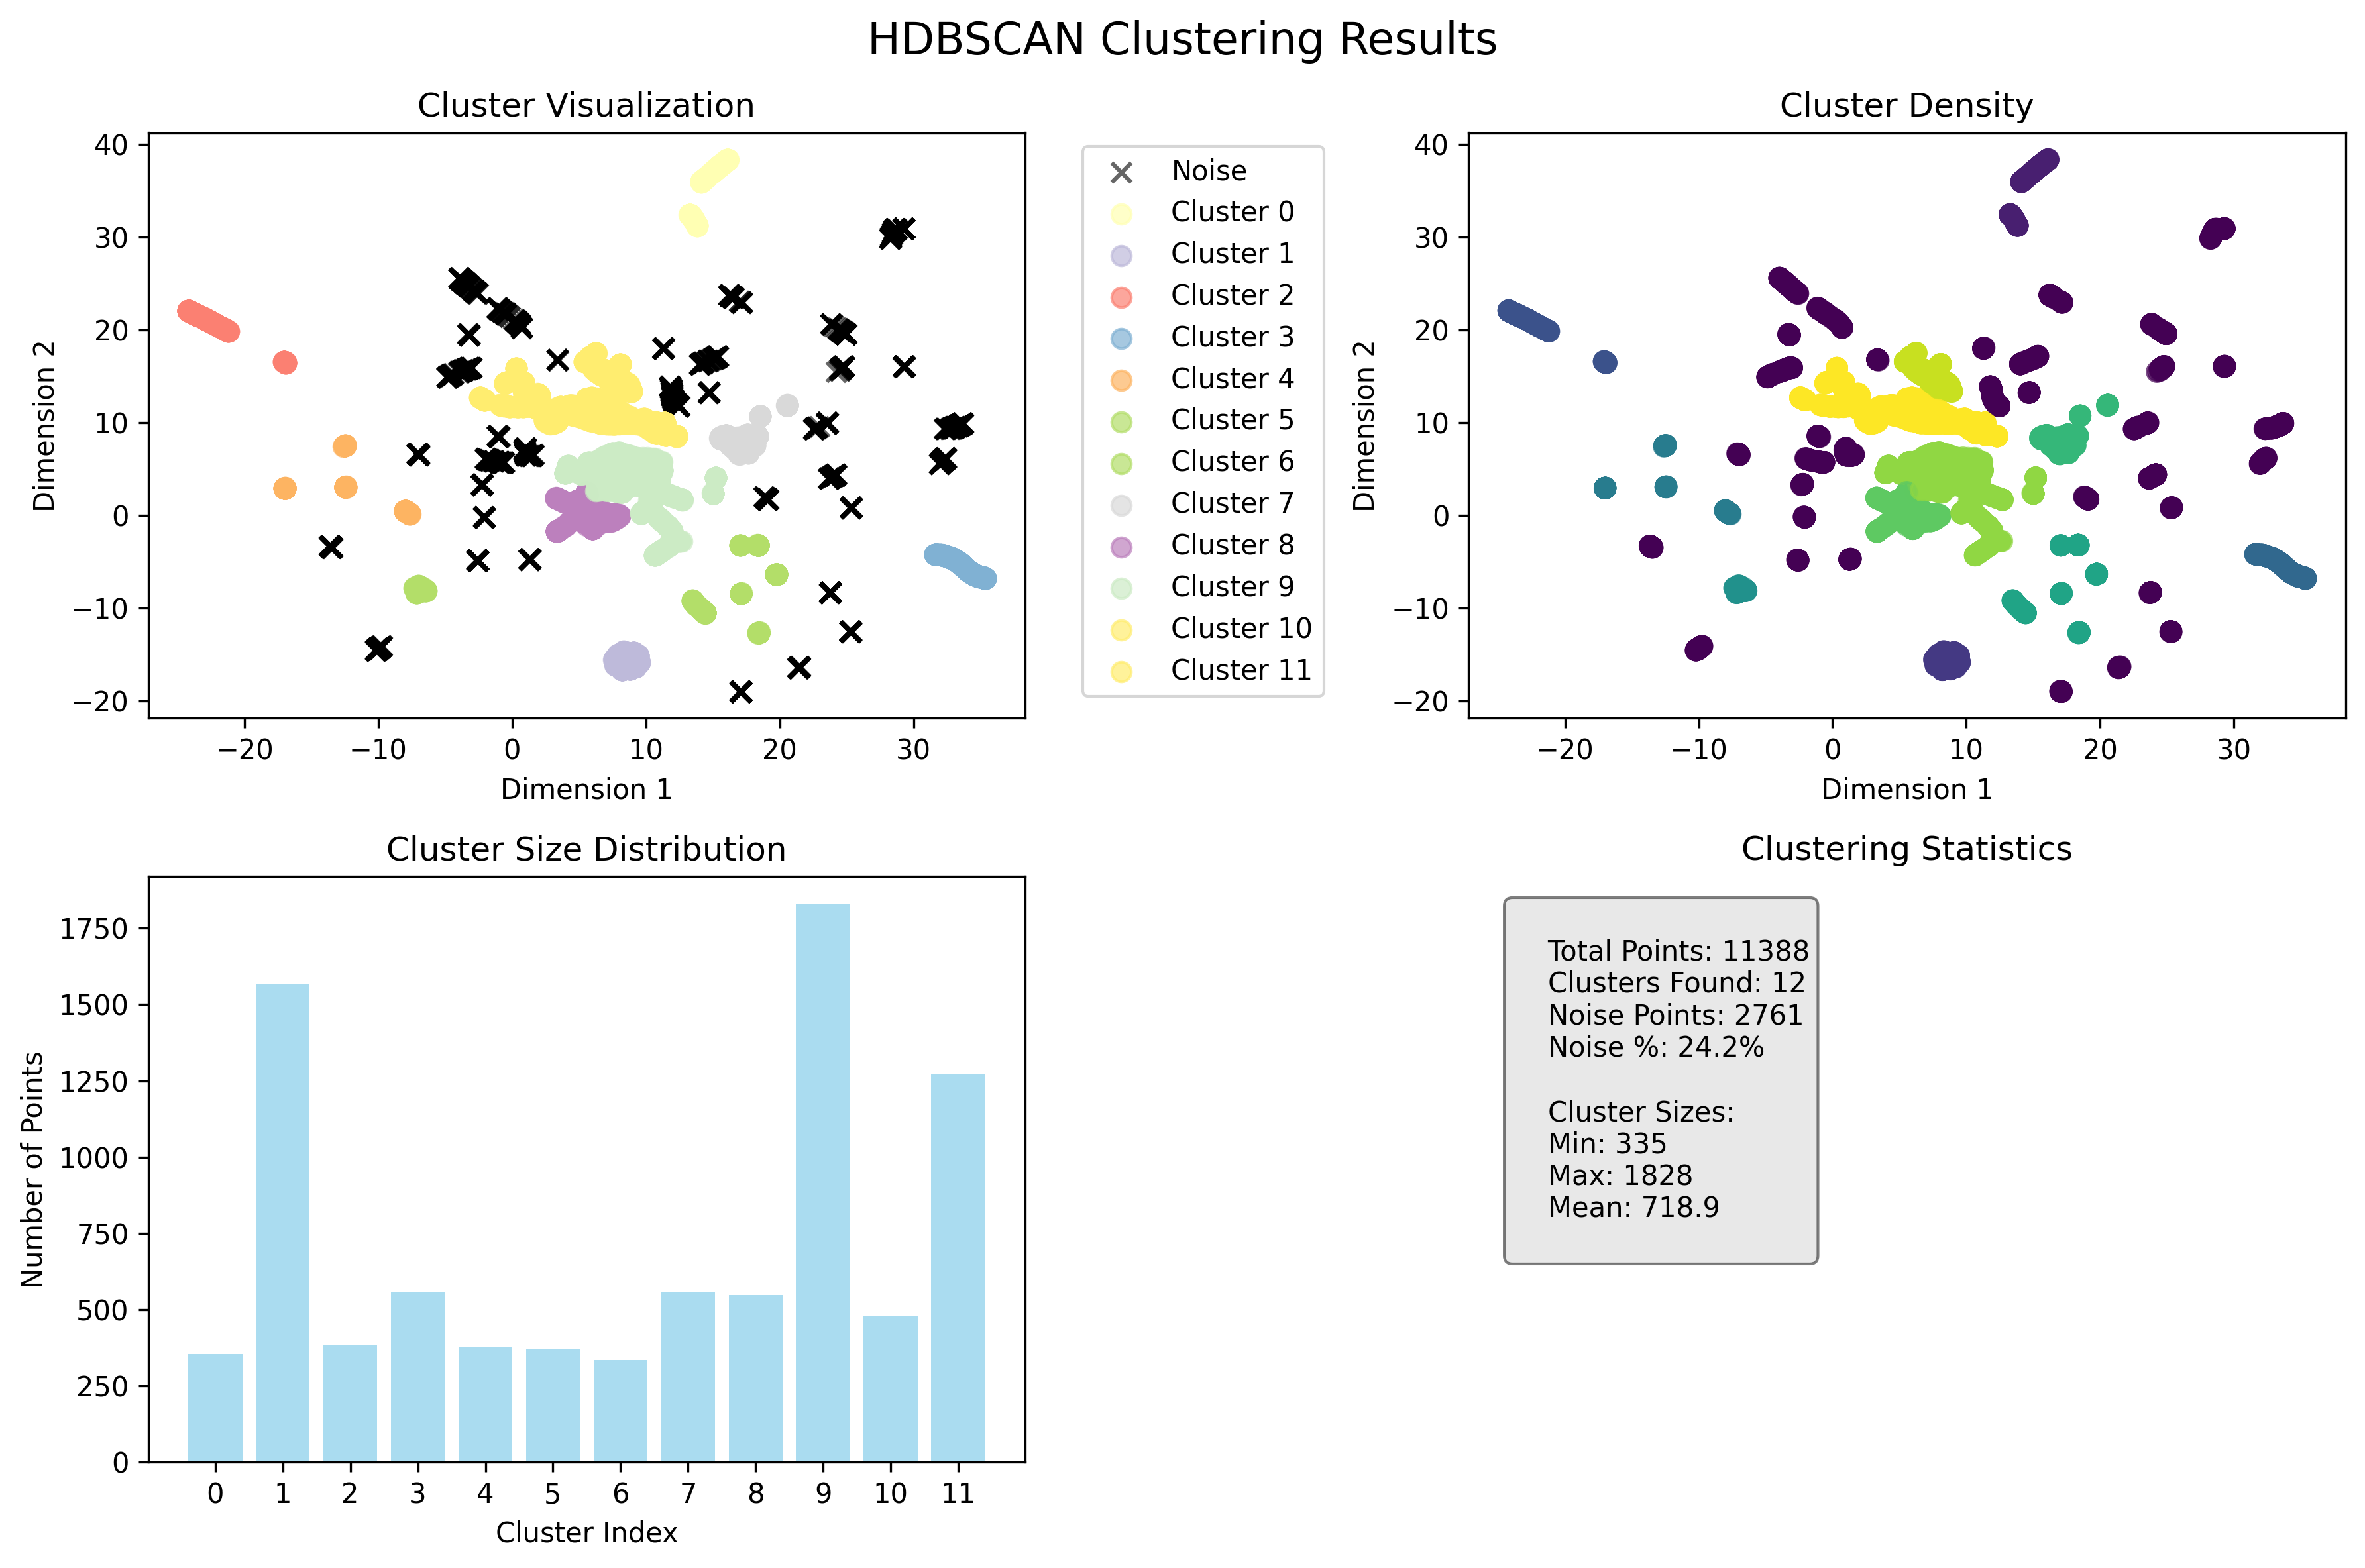 HDBSCAN Clustering Results
Cluster Visualization
40
30
20
10
0
−10
−20
Dimension 2
−20 −10 0 10 20 30
Dimension 1
Noise
Cluster 0
Cluster 1
Cluster 2
Cluster 3
Cluster 4
Cluster 5
Cluster 6
Cluster 7
Cluster 8
Cluster 9
Cluster 10
Cluster 11
Cluster Density
40
30
20
10
0
−10
−20
Dimension 2
−20 −10 0 10 20 30
Dimension 1
Cluster Size Distribution
1750
1500
1250
1000
750
500
250
0
Number of Points
0 1 2 3 4 5 6 7 8 9 10 11
Cluster Index
Clustering Statistics
Total Points: 11388
Clusters Found: 12
Noise Points: 2761
Noise %: 24.2%
Cluster Sizes:
Min: 335
Max: 1828
Mean: 718.9